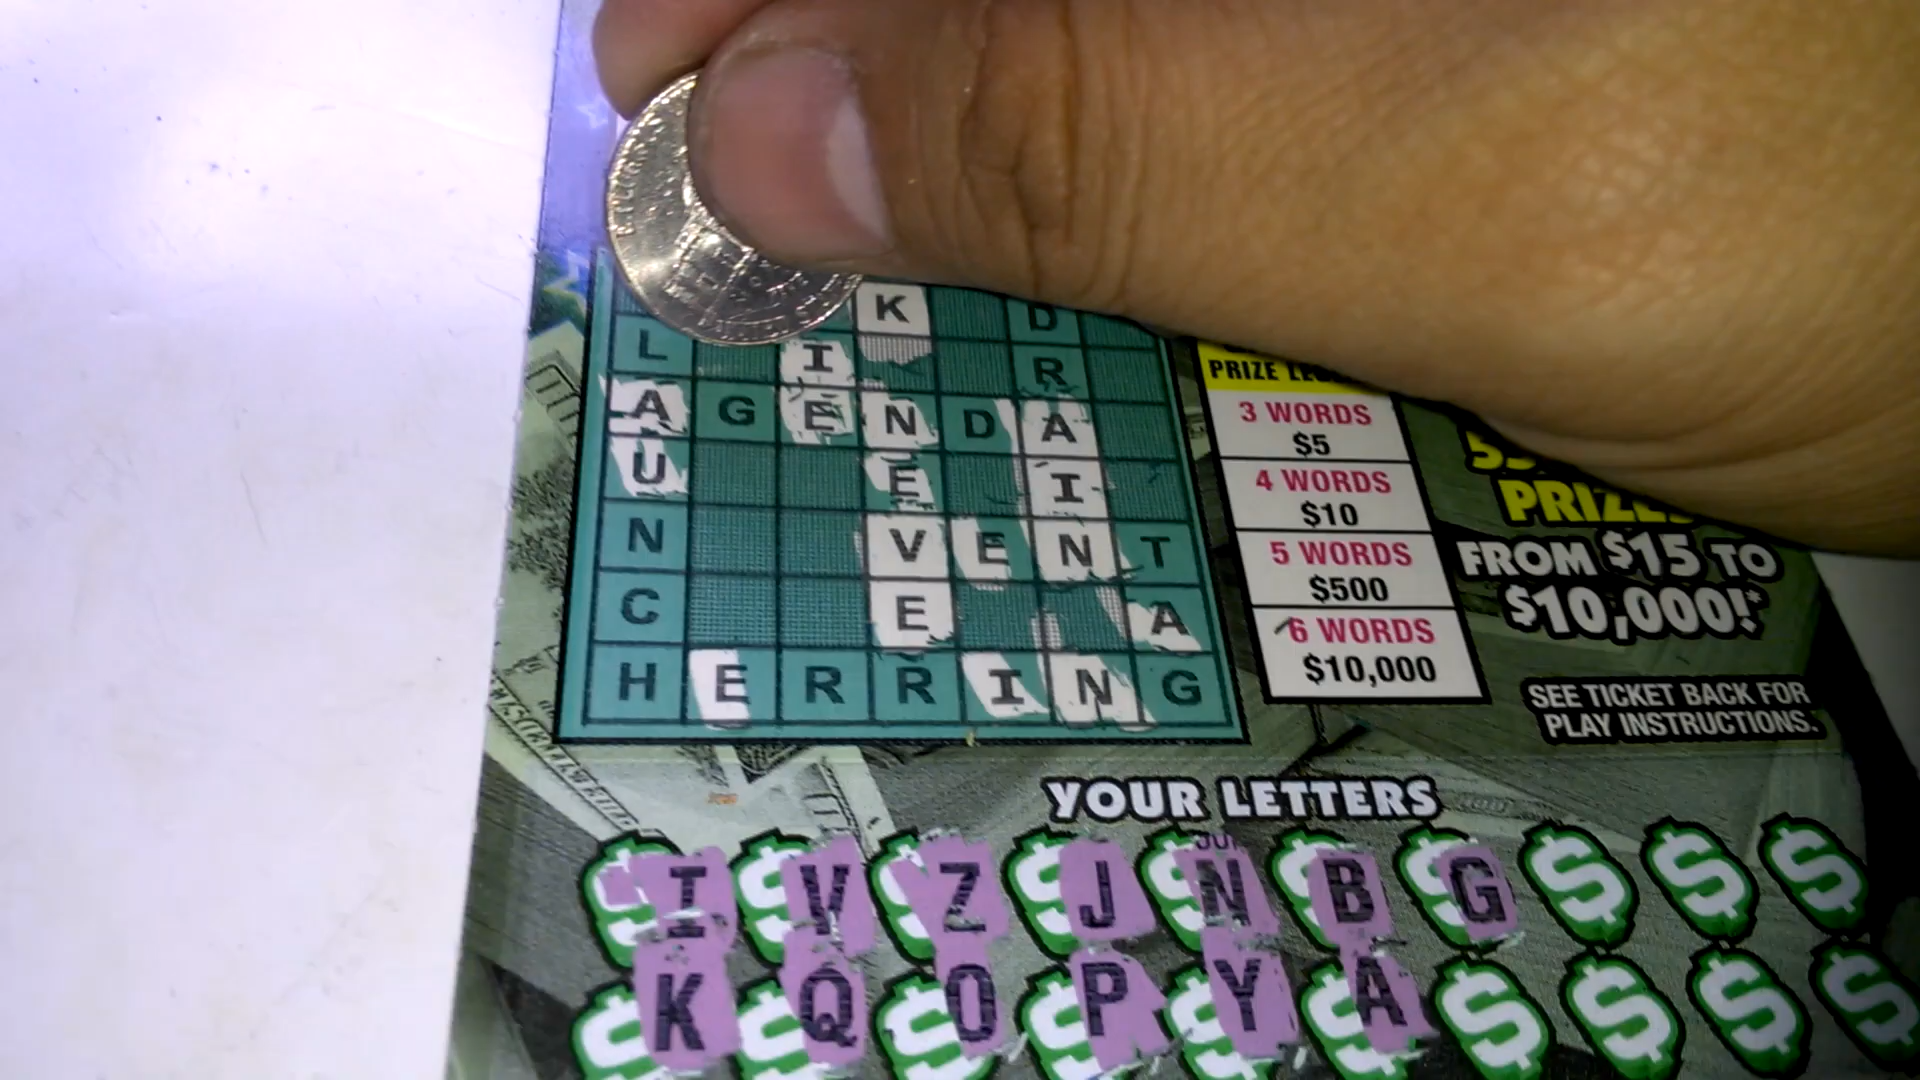 K D
L I R
A G E N D A
U E I
N V E N T
C E A
H E R R I N G
PRIZE
3 WORDS
$5
4 WORDS
$10
5 WORDS
$500
6 WORDS
$10,000
FROM $15 TO
$10,000!*
SEE TICKET BACK FOR
PLAY INSTRUCTIONS.
YOUR LETTERS
I V Z J N B G
K Q O P Y A